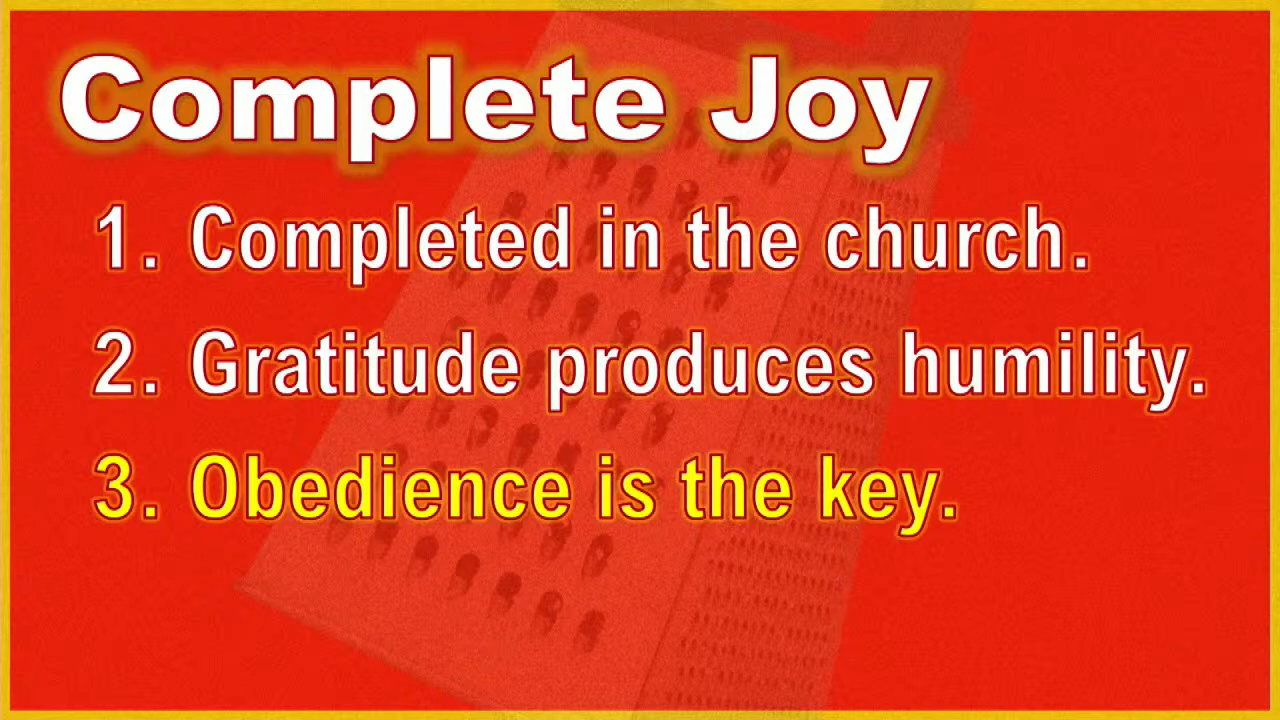 Complete Joy
1. Completed in the church.
2. Gratitude produces humility.
3. Obedience is the key.